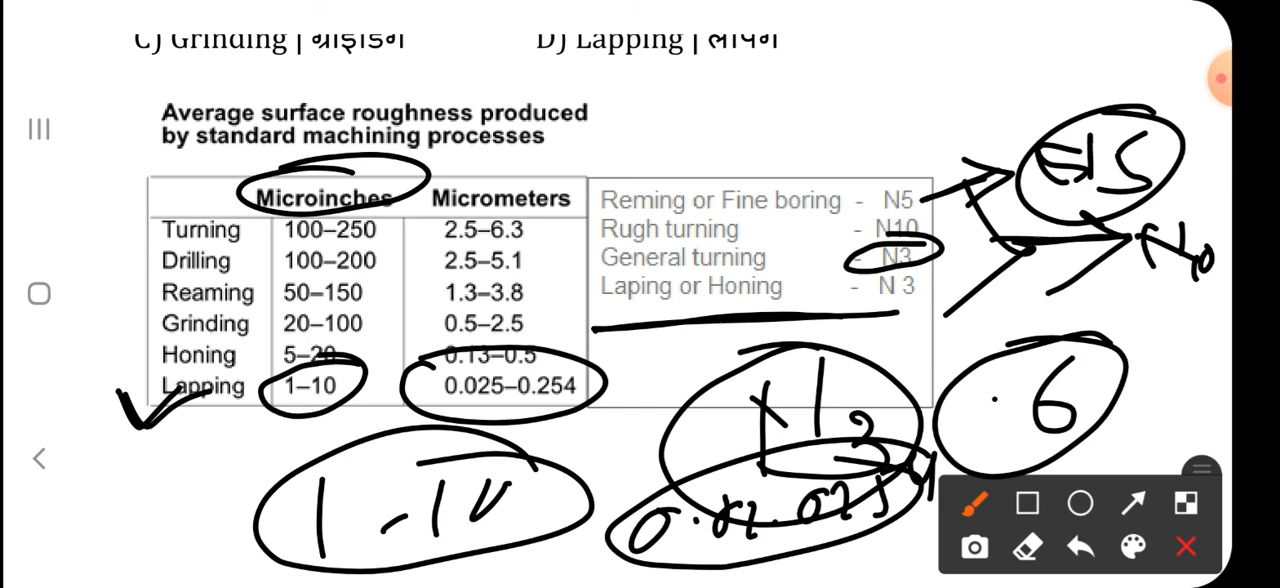 C) Grinding | ग्राइंडिंग D) Lapping | लैपिंग
Average surface roughness produced
by standard machining processes
Microinches Micrometers
Turning 100–250 2.5–6.3
Drilling 100–200 2.5–5.1
Reaming 50–150 1.3–3.8
Grinding 20–100 0.5–2.5
Honing 5–20 0.13–0.5
Lapping 1–10 0.025–0.254
Reming or Fine boring - N5
Rugh turning - N10
General turning - N3
Laping or Honing - N 3
1 - 10
.6